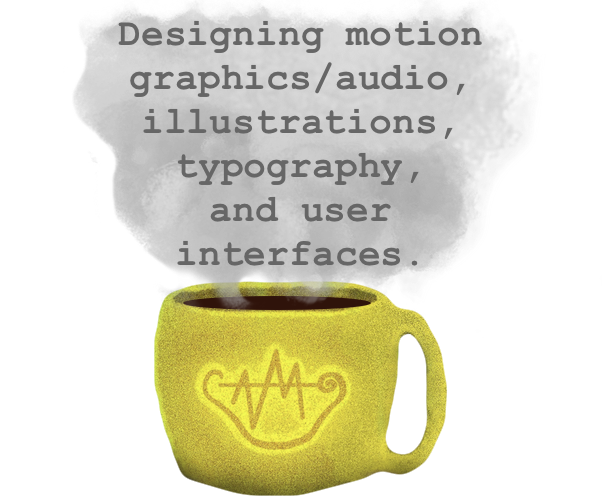 Designing motion
graphics/audio,
illustrations,
typography,
and user
interfaces.